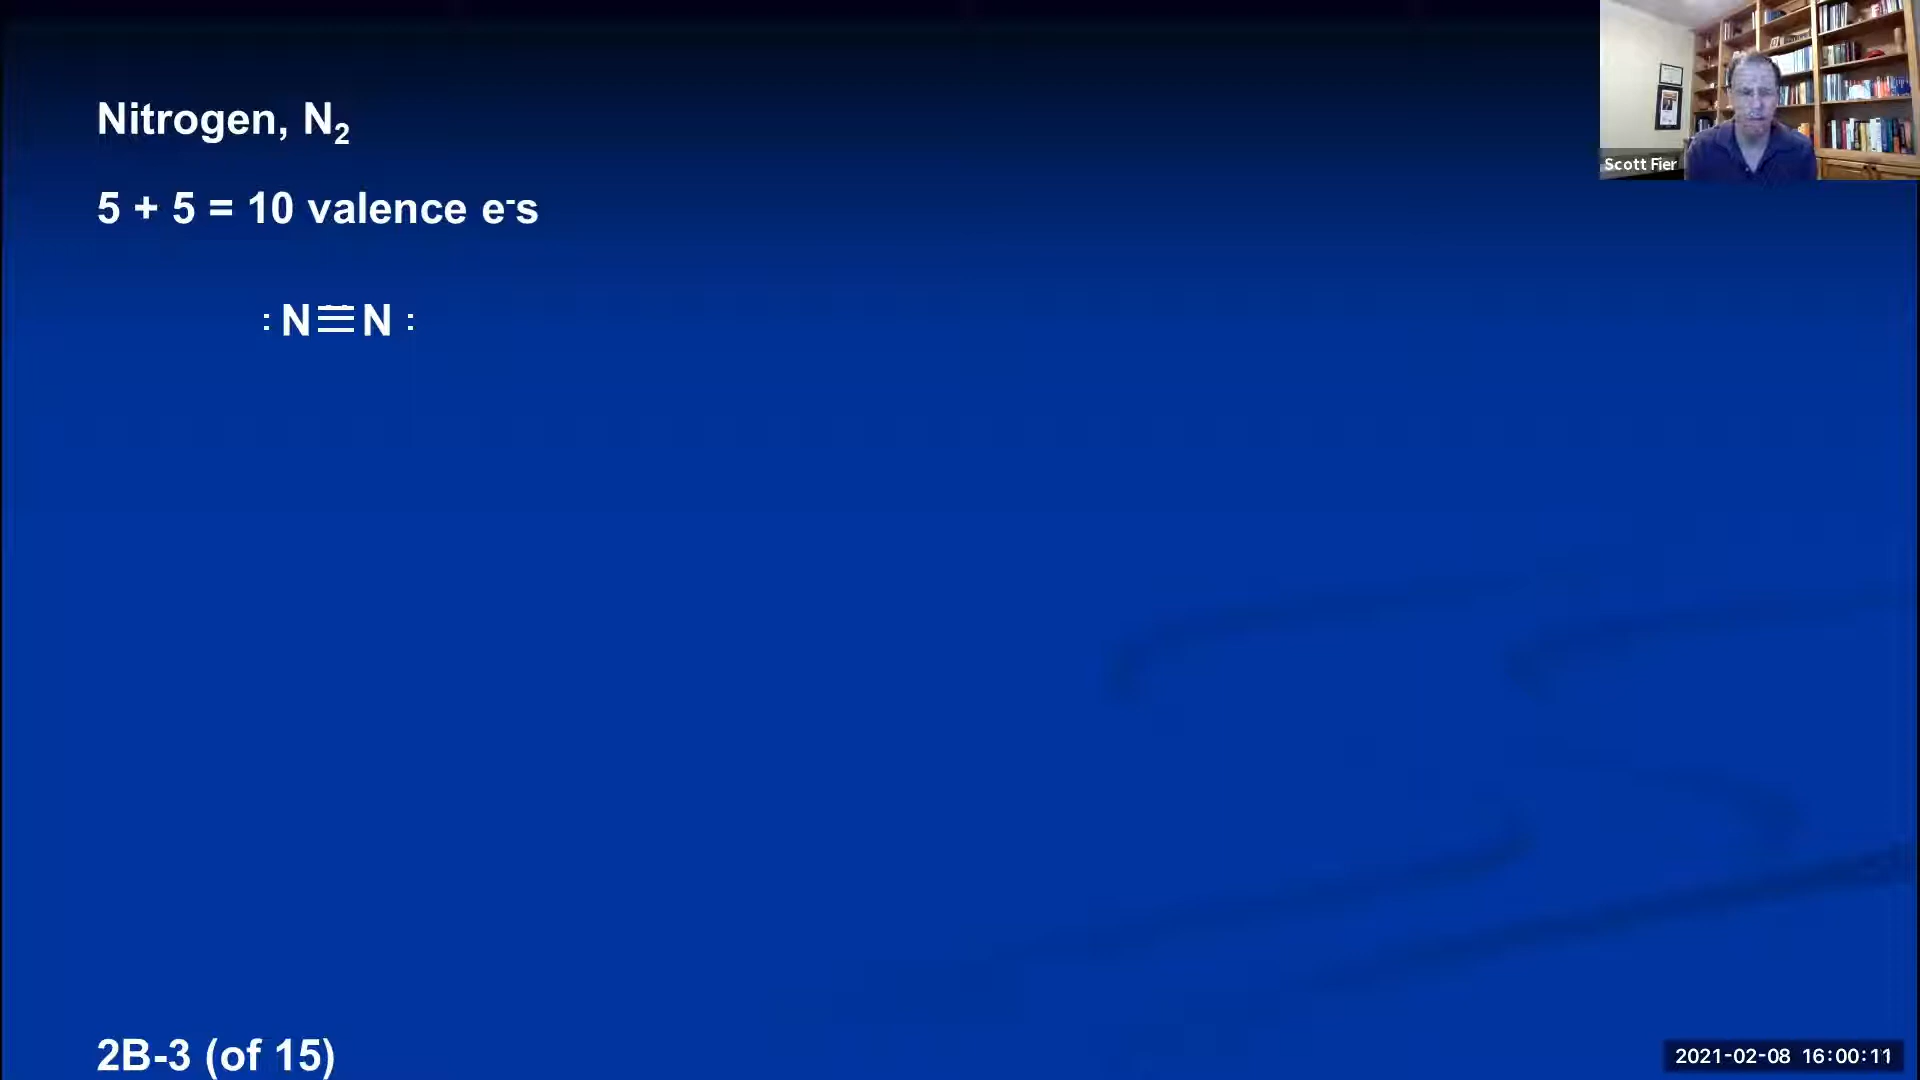 Nitrogen, N₂
Scott Fier
5 + 5 = 10 valence e⁻s
:N≡N:
2B-3 (of 15)
2021-02-08 16:00:11